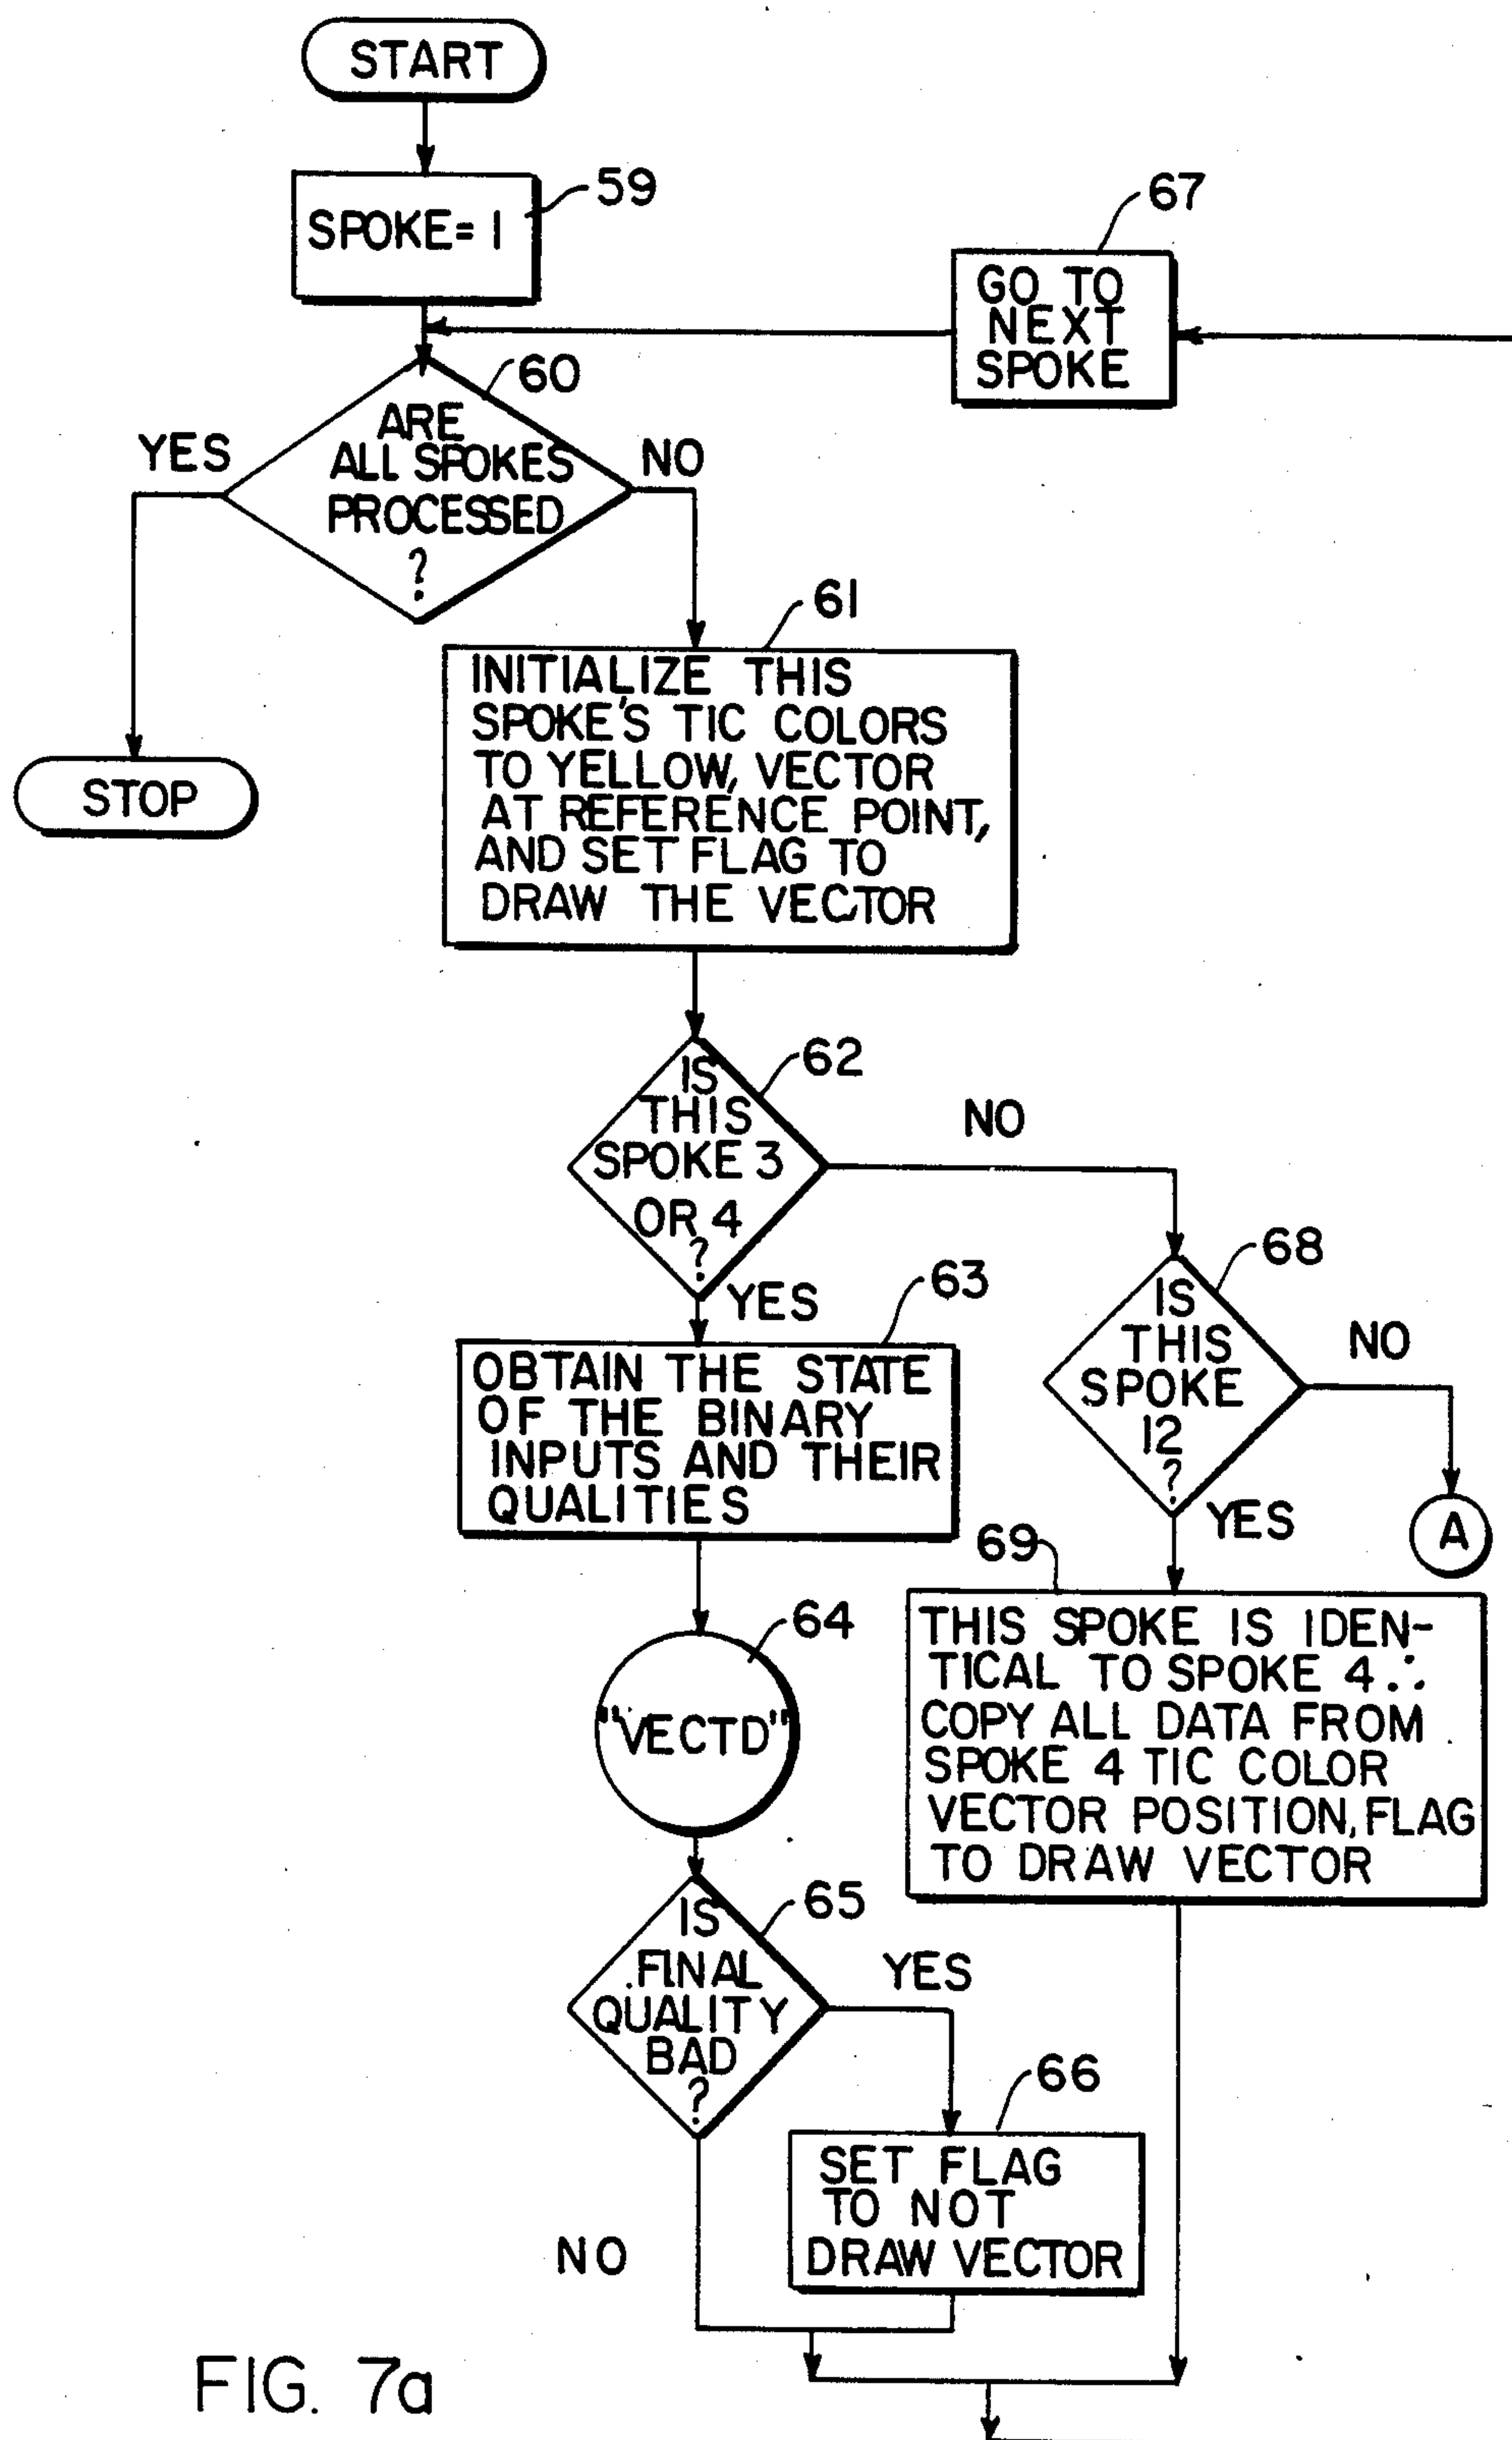 START
59
SPOKE= 1
67
GO TO
NEXT
SPOKE
60
ARE
ALL SPOKES
PROCESSED
?
YES
NO
STOP
61
INITIALIZE THIS
SPOKE'S TIC COLORS
TO YELLOW, VECTOR
AT REFERENCE POINT,
AND SET FLAG TO
DRAW THE VECTOR
62
IS
THIS
SPOKE 3
OR 4
?
NO
YES
68
IS
THIS
SPOKE
12
?
NO
YES
A
63
OBTAIN THE STATE
OF THE BINARY
INPUTS AND THEIR
QUALITIES
69
THIS SPOKE IS IDEN-
TICAL TO SPOKE 4 ∴
COPY ALL DATA FROM
SPOKE 4 TIC COLOR
VECTOR POSITION, FLAG
TO DRAW VECTOR
64
"VECTD"
65
IS
FINAL
QUALITY
BAD
?
YES
NO
66
SET FLAG
TO NOT
DRAW VECTOR
FIG. 7a